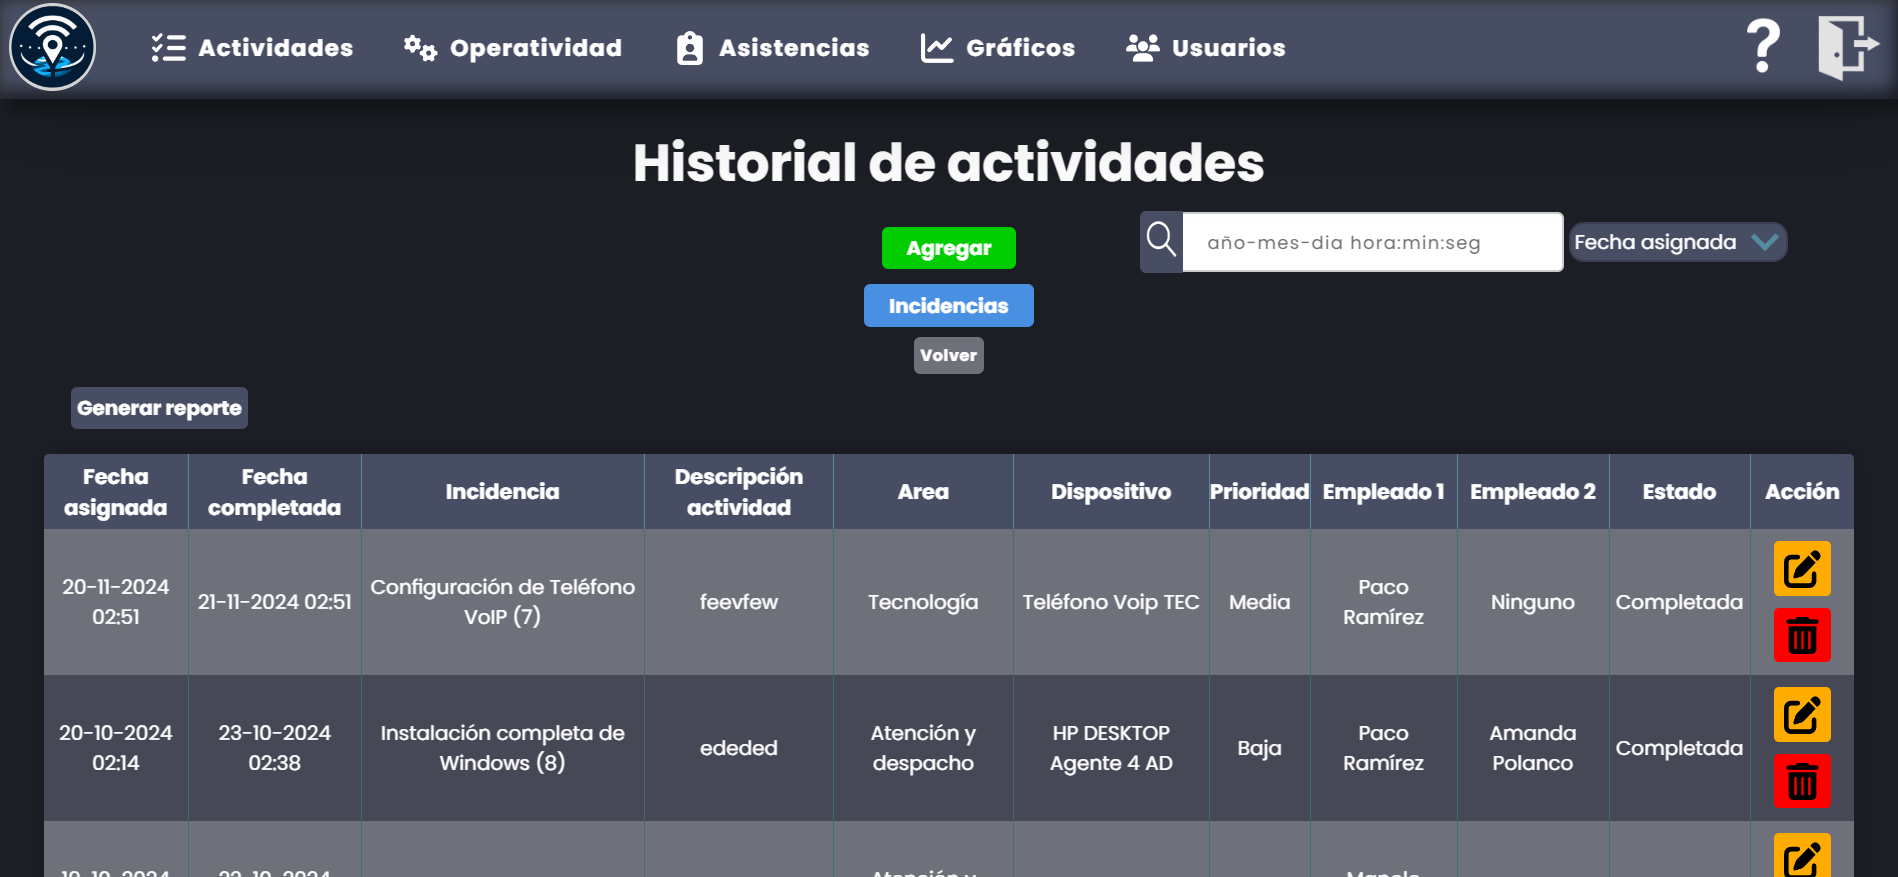 Actividades Operatividad Asistencias Gráficos Usuarios ?
Historial de actividades
Agregar
año-mes-dia hora:min:seg Fecha asignada
Incidencias
Volver
Generar reporte
Fecha asignada Fecha completada Incidencia Descripción actividad Area Dispositivo Prioridad Empleado 1 Empleado 2 Estado Acción
20-11-2024 02:51 21-11-2024 02:51 Configuración de Teléfono VoIP (7) feevfew Tecnología Teléfono Voip TEC Media Paco Ramírez Ninguno Completada
20-10-2024 02:14 23-10-2024 02:38 Instalación completa de Windows (8) ededed Atención y despacho HP DESKTOP Agente 4 AD Baja Paco Ramírez Amanda Polanco Completada
Atención y